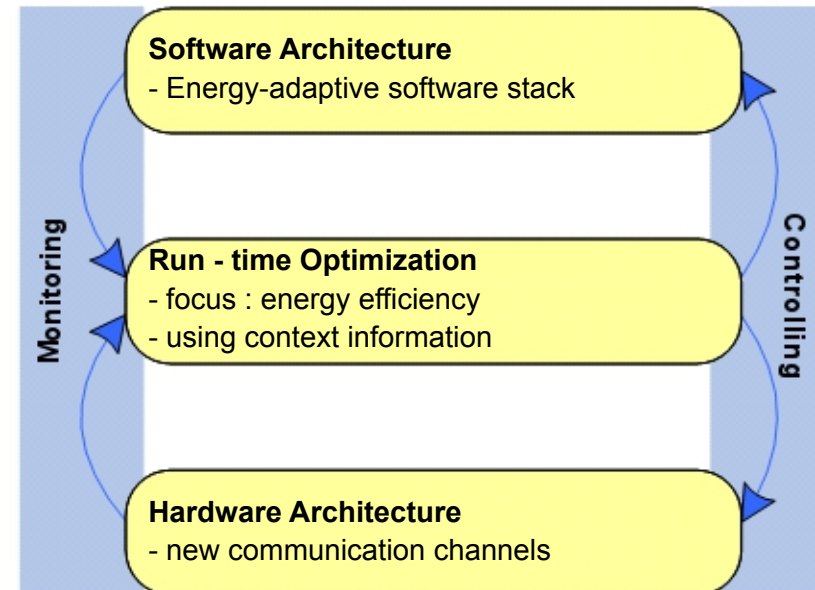 Software Architecture
- Energy-adaptive software stack
Monitoring
Run - time Optimization
- focus : energy efficiency
- using context information
Controlling
Hardware Architecture
- new communication channels